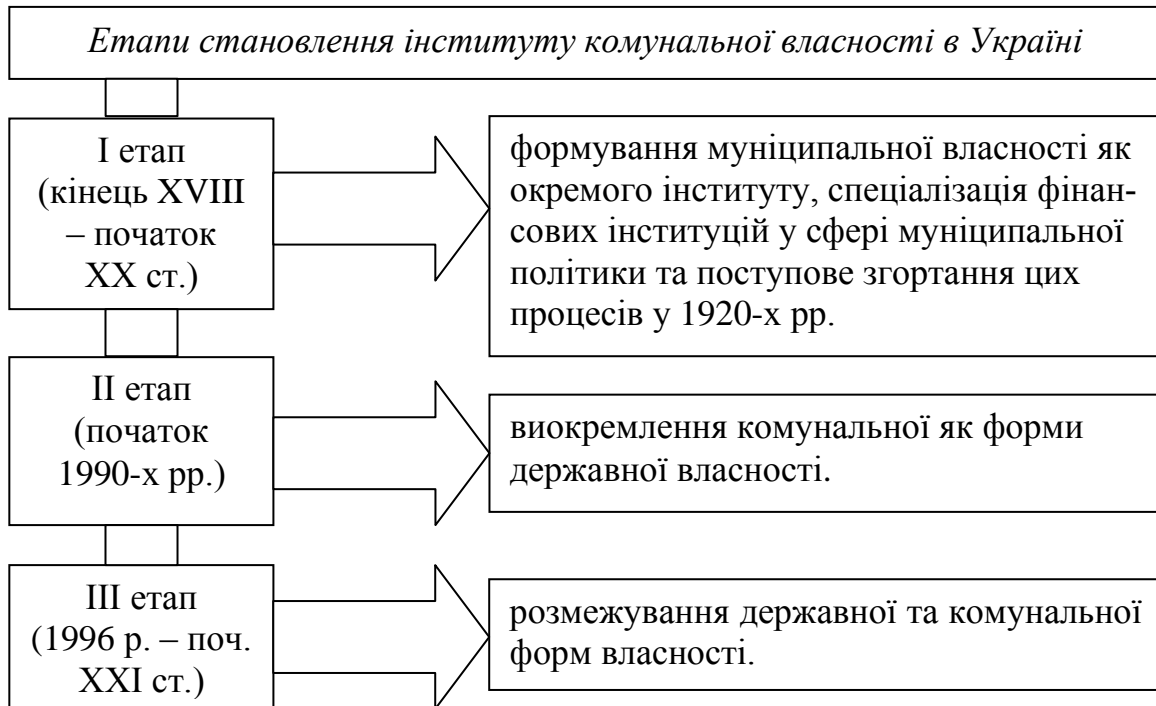 Етапи становлення інституту комунальної власності в Україні
І етап
(кінець XVIII
– початок
XX ст.)
формування муніципальної власності як
окремого інституту, спеціалізація фінан-
сових інституцій у сфері муніципальної
політики та поступове згортання цих
процесів у 1920-х рр.
ІІ етап
(початок
1990-х рр.)
виокремлення комунальної як форми
державної власності.
ІІІ етап
(1996 р. – поч.
XXI ст.)
розмежування державної та комунальної
форм власності.